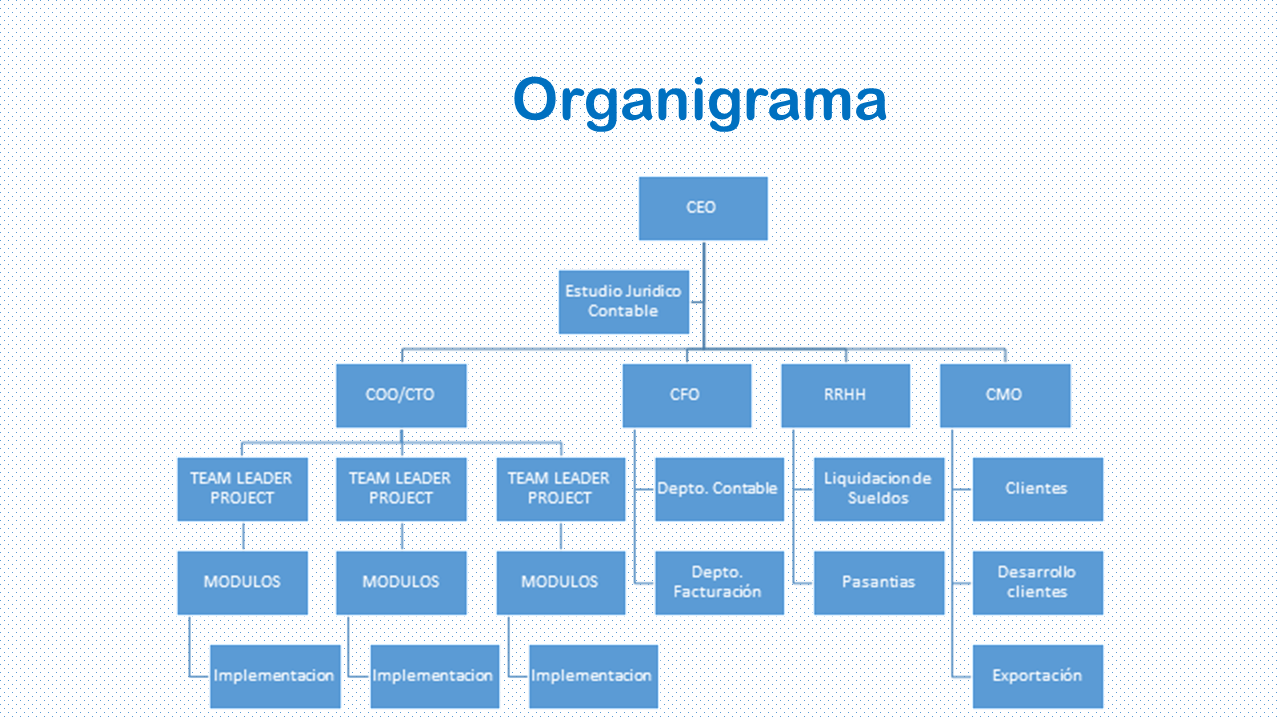 Organigrama
CEO
Estudio Juridico
Contable
COO/CTO
CFO
RRHH
CMO
TEAM LEADER
PROJECT
TEAM LEADER
PROJECT
TEAM LEADER
PROJECT
Depto. Contable
Liquidacion de
Sueldos
Clientes
MODULOS
MODULOS
MODULOS
Depto.
Facturación
Pasantias
Desarrollo
clientes
Implementacion
Implementacion
Implementacion
Exportación